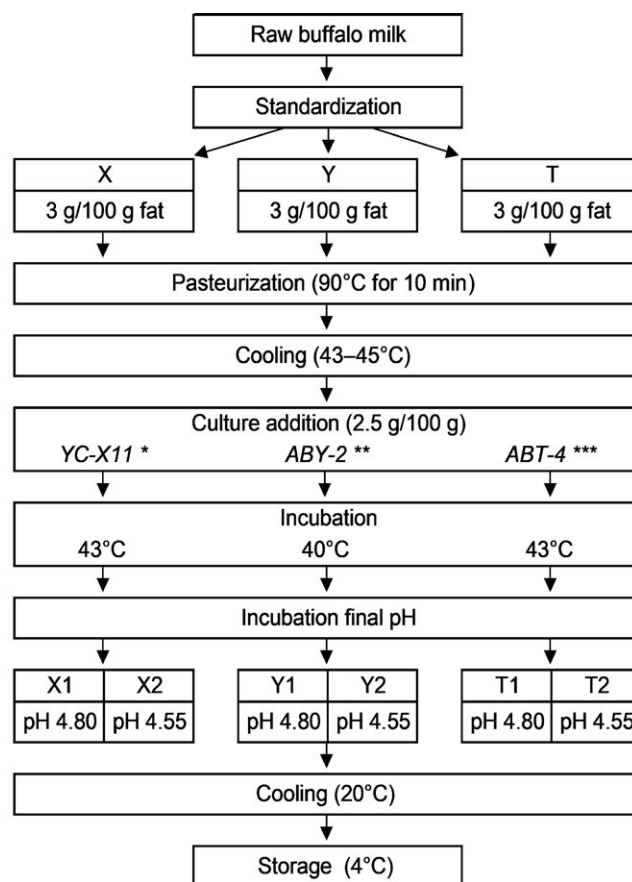 Raw buffalo milk
Standardization
X Y T
3 g/100 g fat 3 g/100 g fat 3 g/100 g fat
Pasteurization (90°C for 10 min)
Cooling (43–45°C)
Culture addition (2.5 g/100 g)
YC-X11 * ABY-2 ** ABT-4 ***
Incubation
43°C 40°C 43°C
Incubation final pH
X1 X2 Y1 Y2 T1 T2
pH 4.80 pH 4.55 pH 4.80 pH 4.55 pH 4.80 pH 4.55
Cooling (20°C)
Storage (4°C)